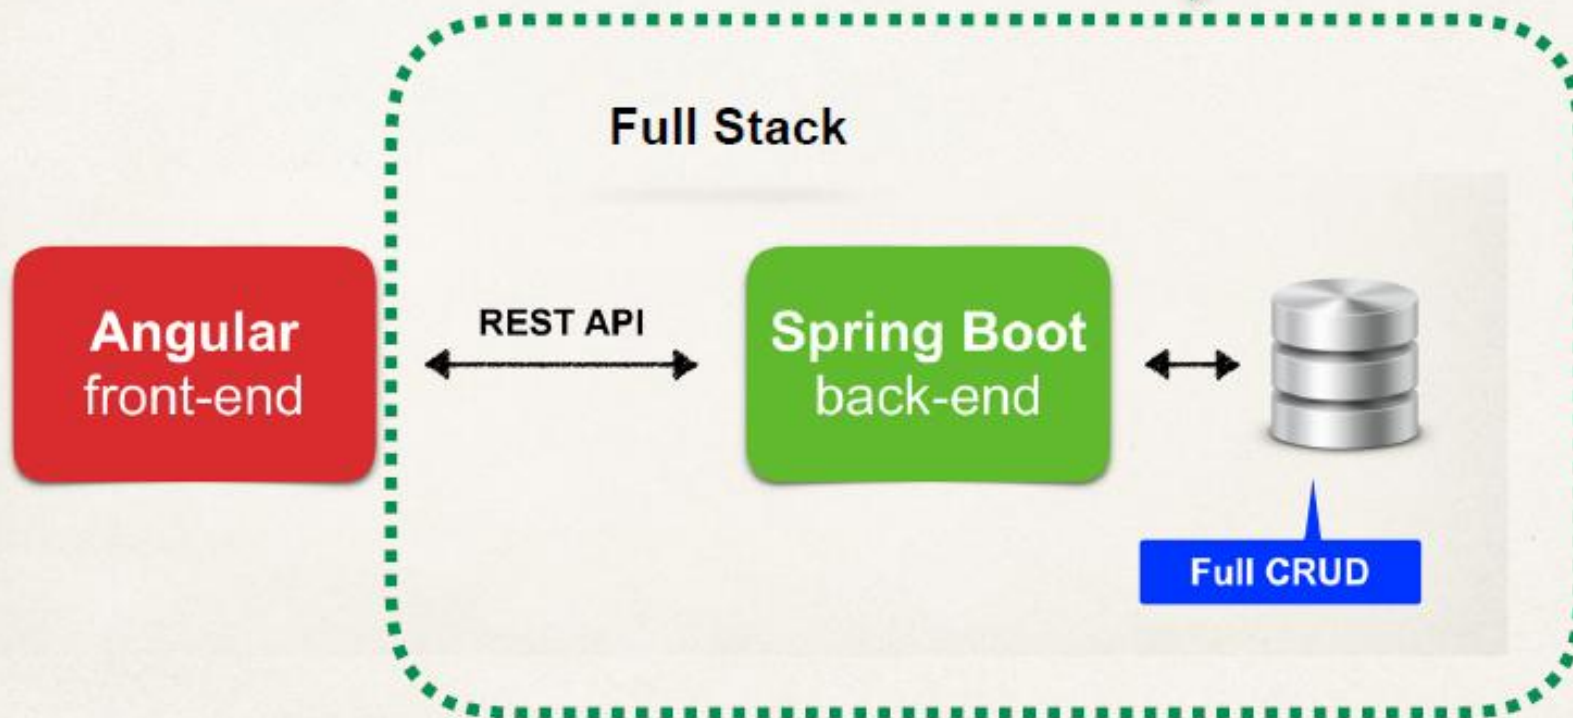 Full Stack
Angular
front-end
REST API
Spring Boot
back-end
Full CRUD